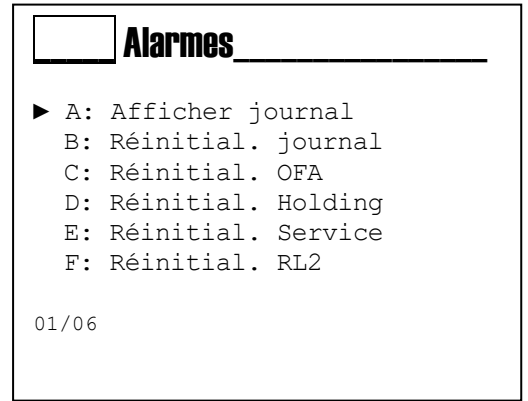 Alarmes
► A: Afficher journal
B: Réinitial. journal
C: Réinitial. OFA
D: Réinitial. Holding
E: Réinitial. Service
F: Réinitial. RL2
01/06